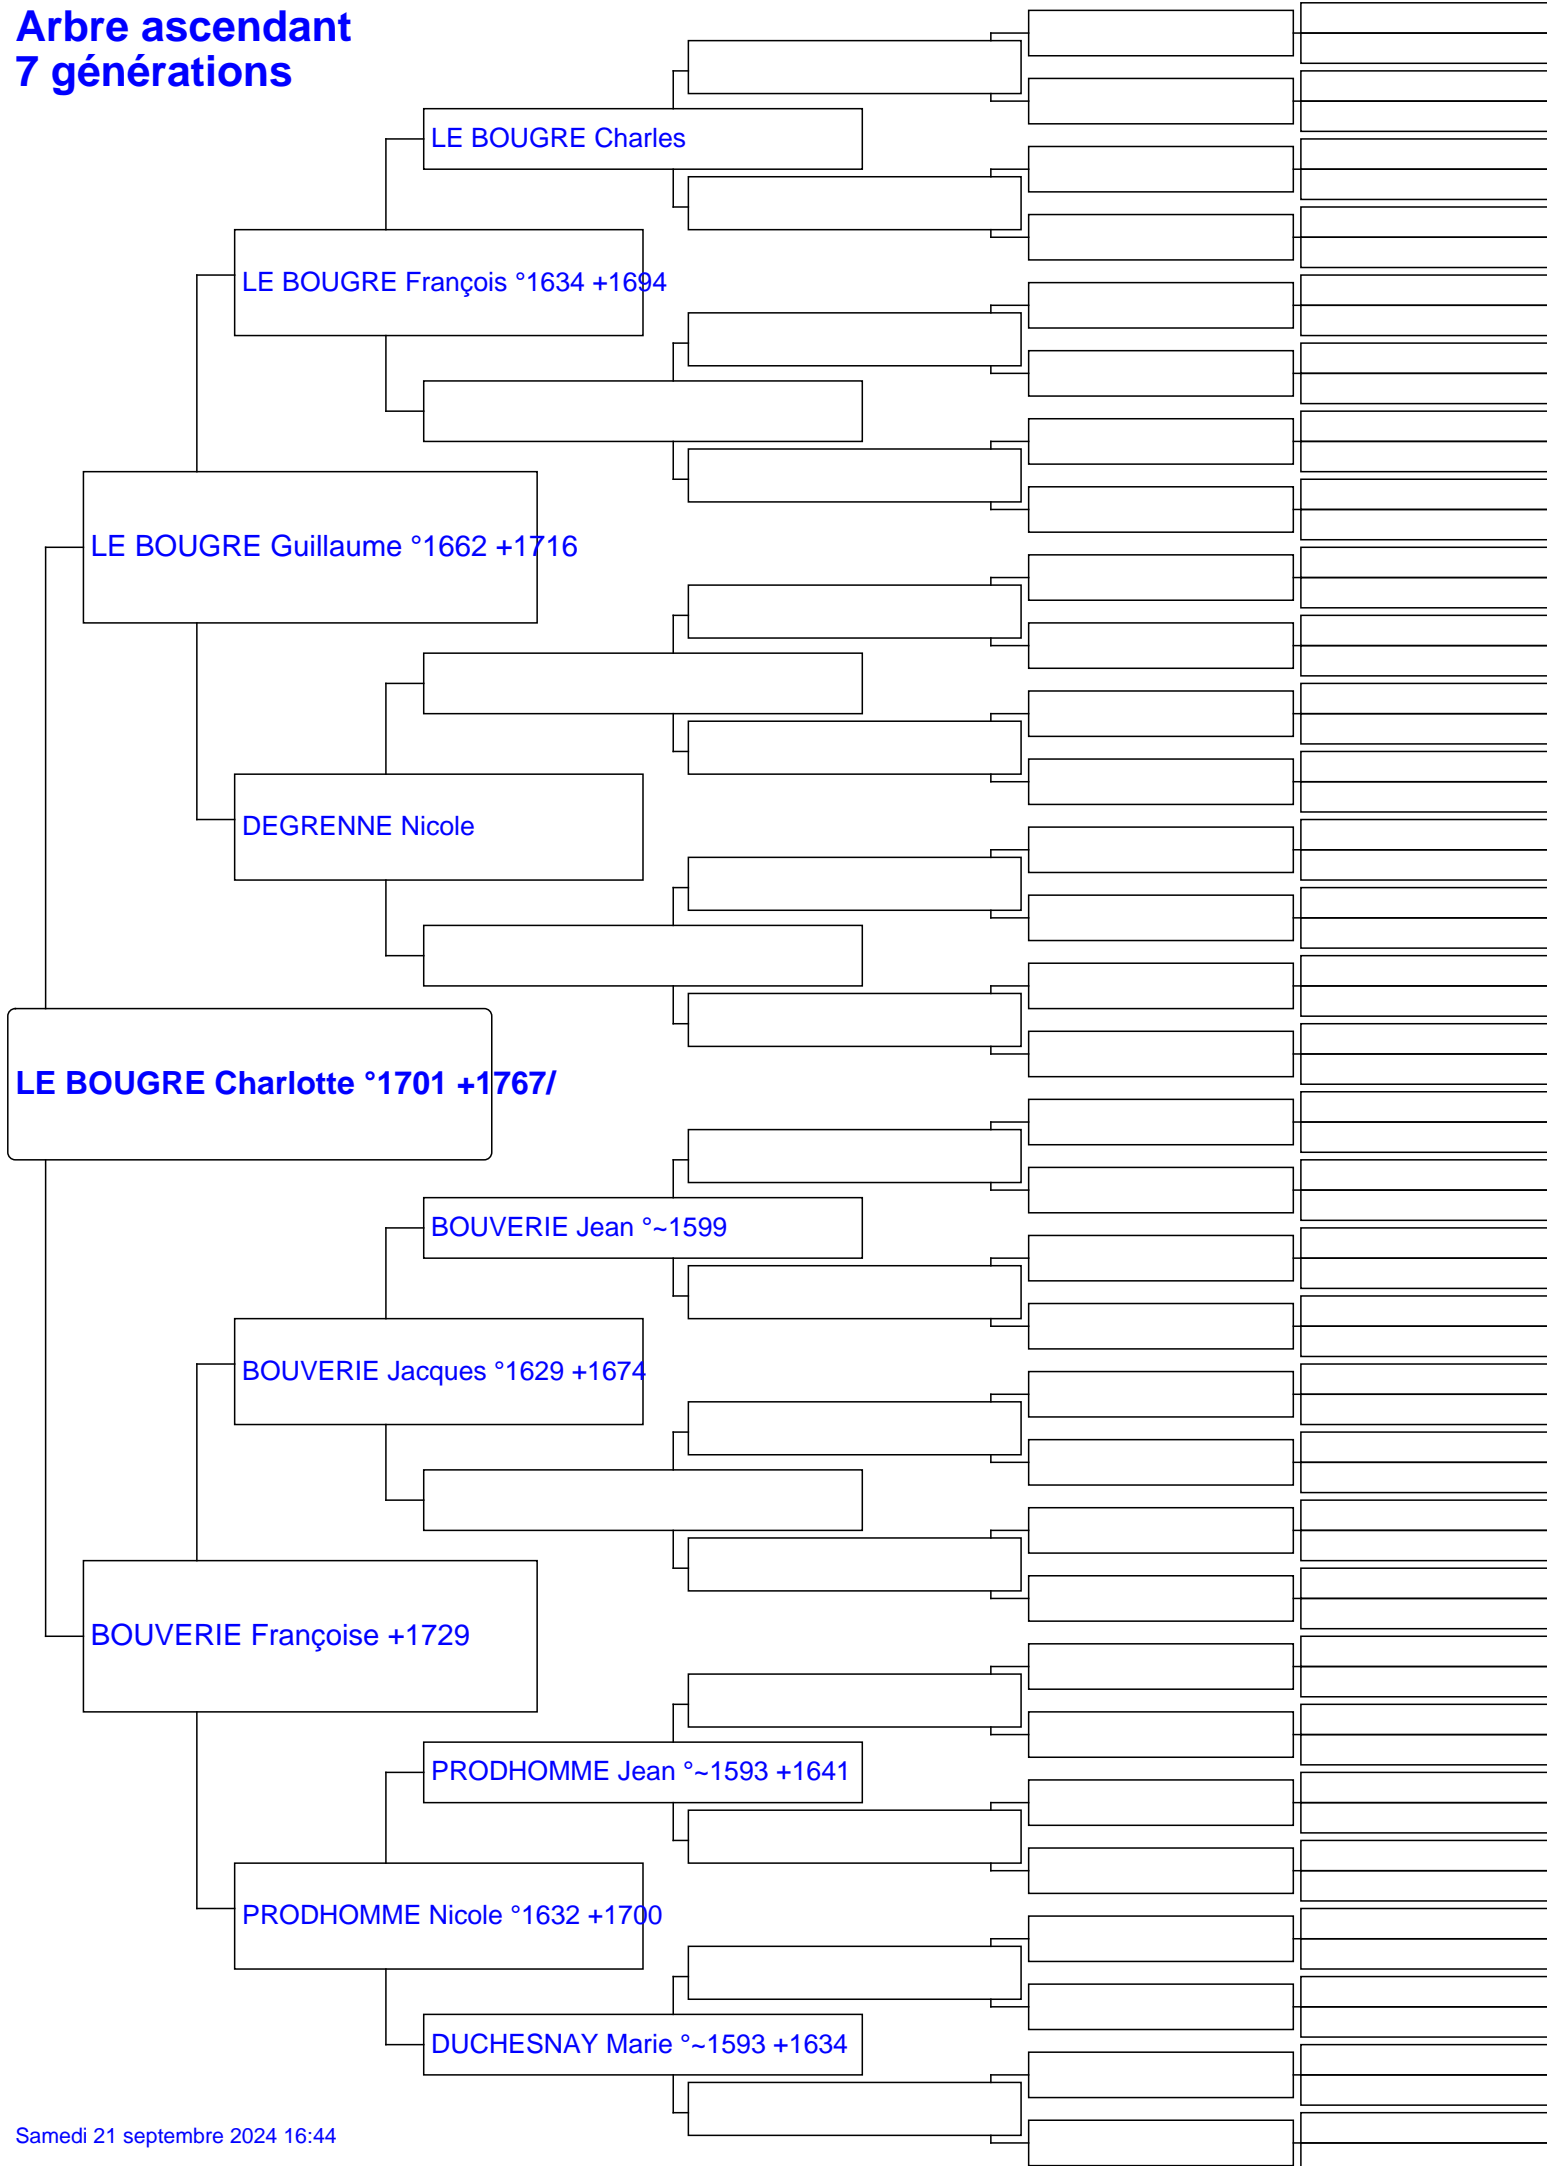 Arbre ascendant
7 générations
LE BOUGRE Charles
LE BOUGRE François °1634 +1694
LE BOUGRE Guillaume °1662 +1716
DEGRENNE Nicole
LE BOUGRE Charlotte °1701 +1767/
BOUVERIE Jean °~1599
BOUVERIE Jacques °1629 +1674
BOUVERIE Françoise +1729
PRODHOMME Jean °~1593 +1641
PRODHOMME Nicole °1632 +1700
DUCHESNAY Marie °~1593 +1634
Samedi 21 septembre 2024 16:44